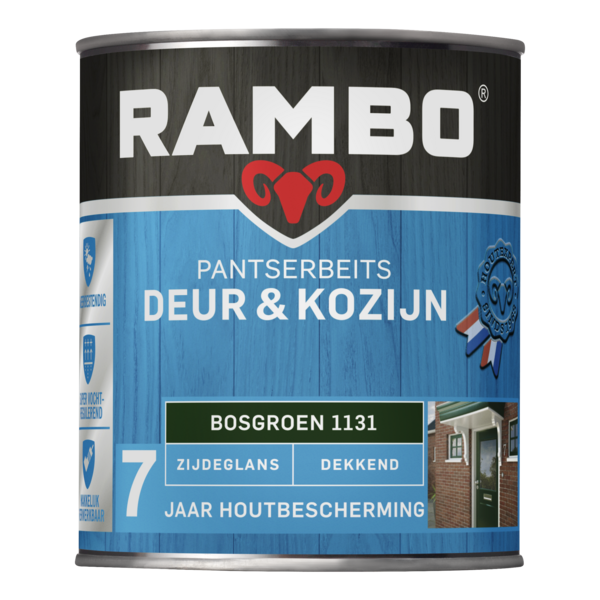 RAMBO®
PANTSERBEITS
DEUR & KOZIJN
BOSGROEN 1131
ZIJDEGLANS
DEKKEND
7
JAAR HOUTBESCHERMING